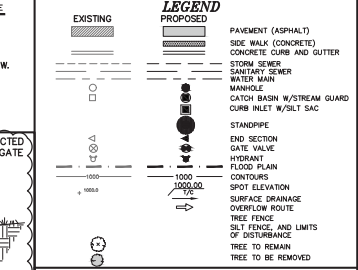 LEGEND
EXISTING PROPOSED
PAVEMENT (ASPHALT)
SIDE WALK (CONCRETE)
CONCRETE CURB AND GUTTER
W.
STORM SEWER
SANITARY SEWER
WATER MAIN
MANHOLE
CATCH BASIN W/STREAM GUARD
CURB INLET W/SILT SAC
STANDPIPE
CTED
GATE
END SECTION
GATE VALVE
HYDRANT
FLOOD PLAIN
1000 1000 CONTOURS
1000.0 1000.00 SPOT ELEVATION
T/C
SURFACE DRAINAGE
OVERFLOW ROUTE
TREE FENCE
SILT FENCE, AND LIMITS
OF DISTURBANCE
TREE TO REMAIN
TREE TO BE REMOVED